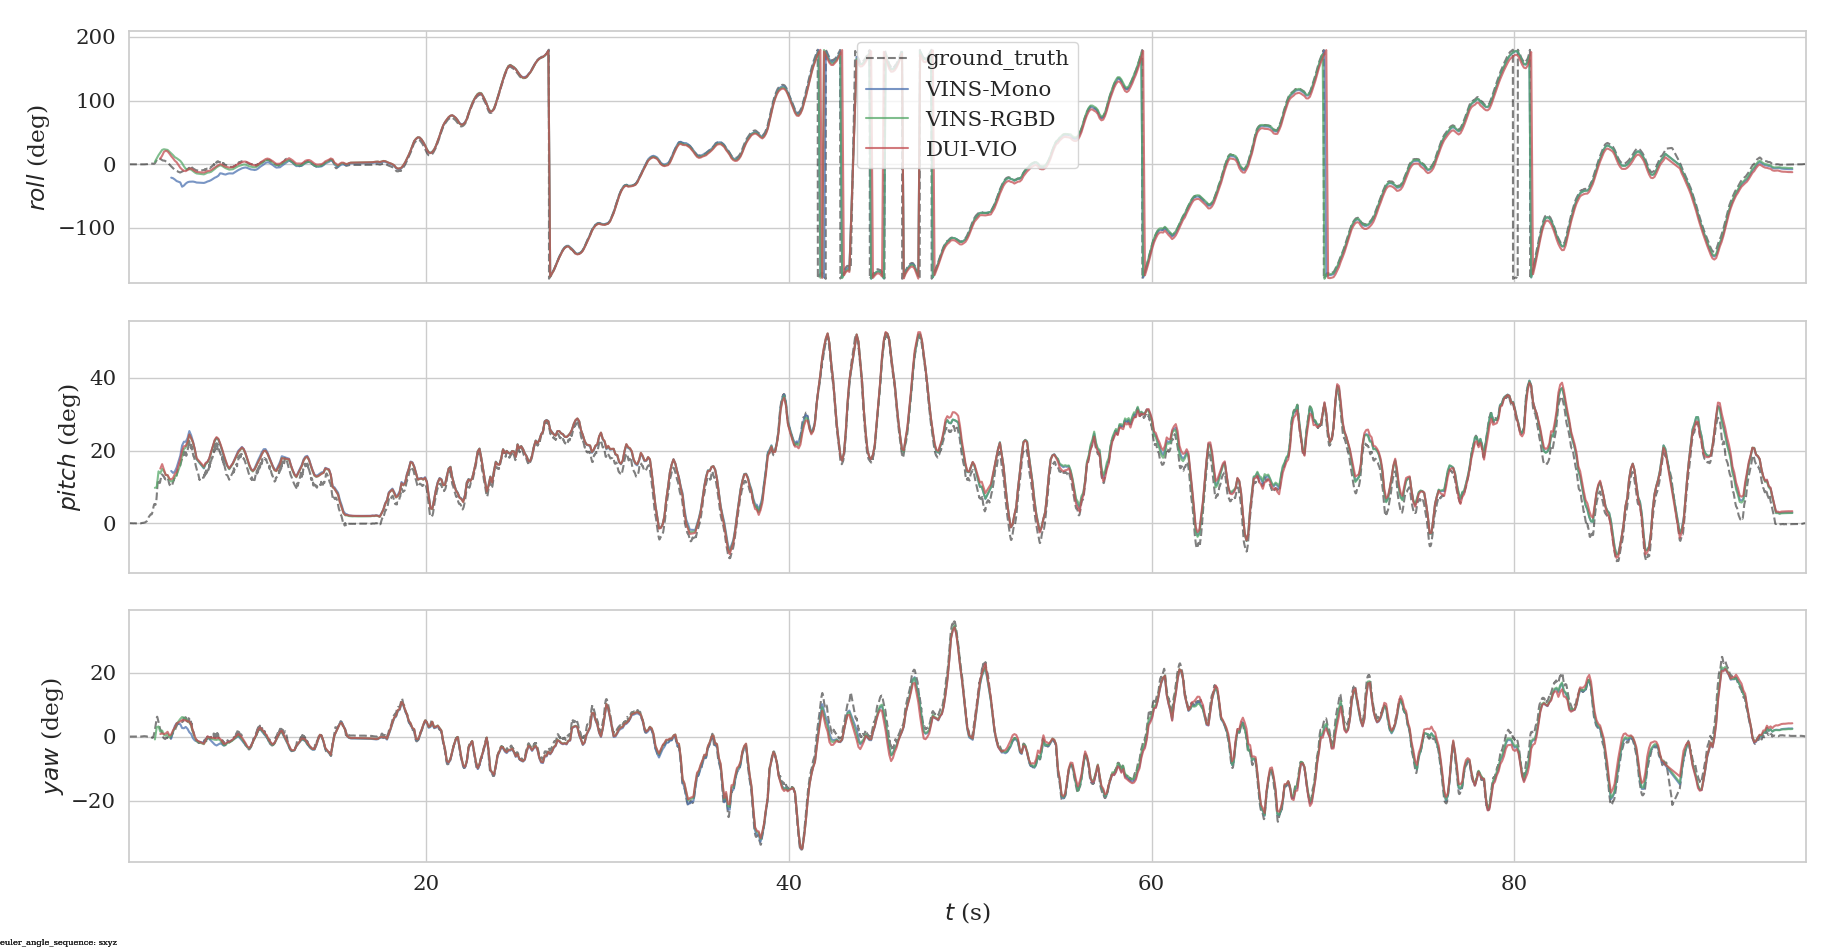 200
100
0
−100
roll (deg)
ground_truth
VINS-Mono
VINS-RGBD
DUI-VIO
40
20
0
pitch (deg)
20
0
−20
yaw (deg)
20
40
60
80
t (s)
euler_angle_sequence: sxyz